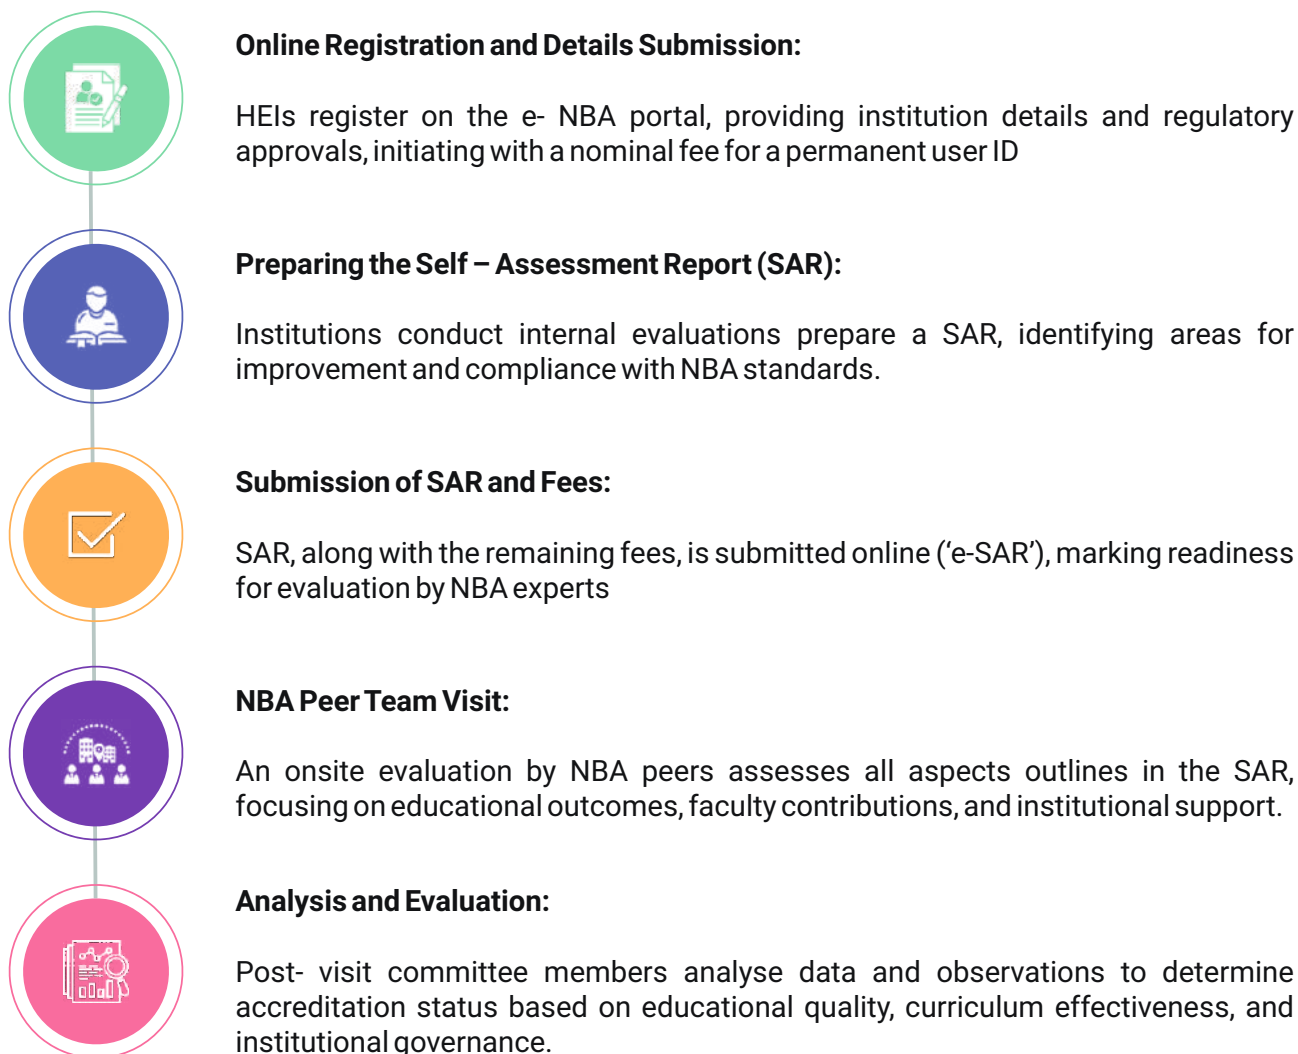 Online Registration and Details Submission:
HEIs register on the e- NBA portal, providing institution details and regulatory
approvals, initiating with a nominal fee for a permanent user ID
Preparing the Self – Assessment Report (SAR):
Institutions conduct internal evaluations prepare a SAR, identifying areas for
improvement and compliance with NBA standards.
Submission of SAR and Fees:
SAR, along with the remaining fees, is submitted online (‘e-SAR’), marking readiness
for evaluation by NBA experts
NBA Peer Team Visit:
An onsite evaluation by NBA peers assesses all aspects outlines in the SAR,
focusing on educational outcomes, faculty contributions, and institutional support.
Analysis and Evaluation:
Post- visit committee members analyse data and observations to determine
accreditation status based on educational quality, curriculum effectiveness, and
institutional governance.